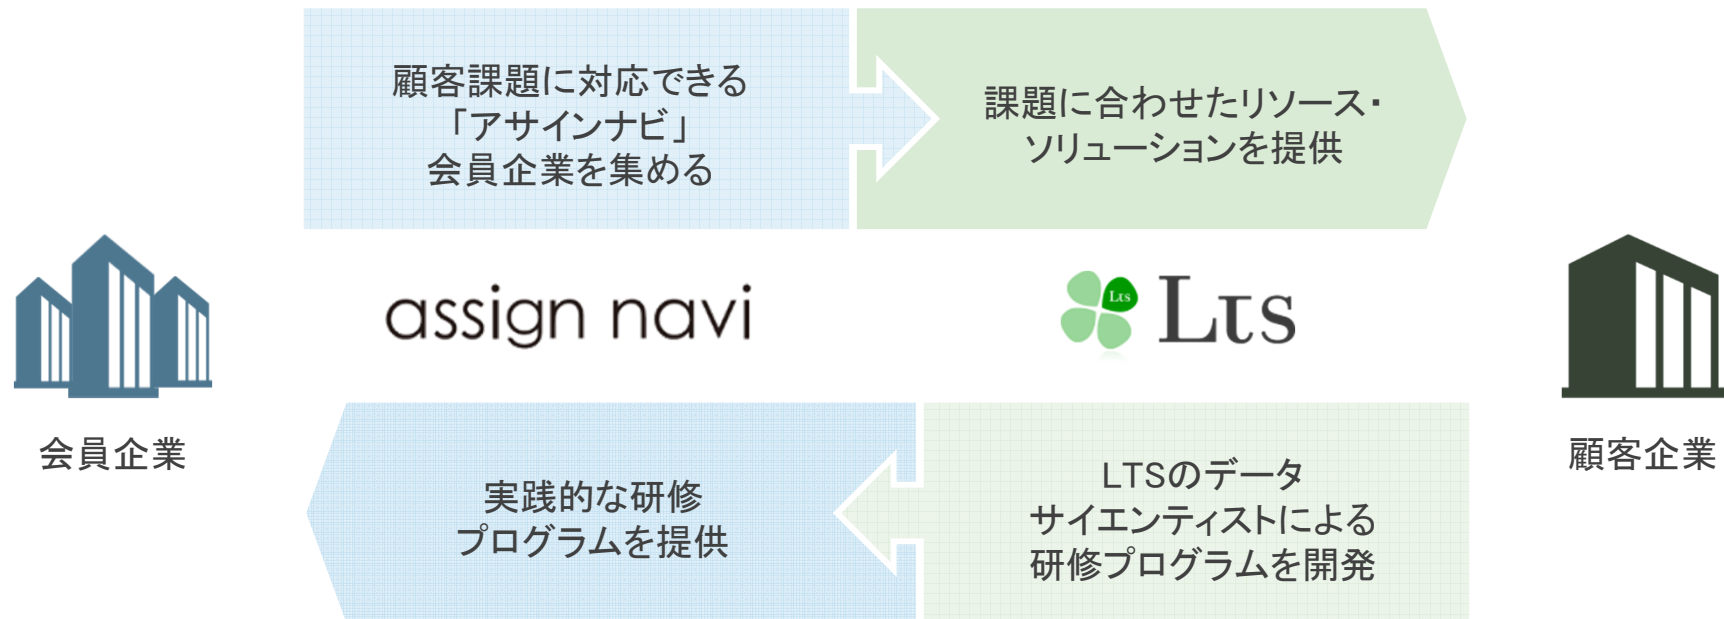 顧客課題に対応できる
「アサインナビ」
会員企業を集める
課題に合わせたリソース・
ソリューションを提供
assign navi
Lts
Lts
会員企業
顧客企業
実践的な研修
プログラムを提供
LTSのデータ
サイエンティストによる
研修プログラムを開発